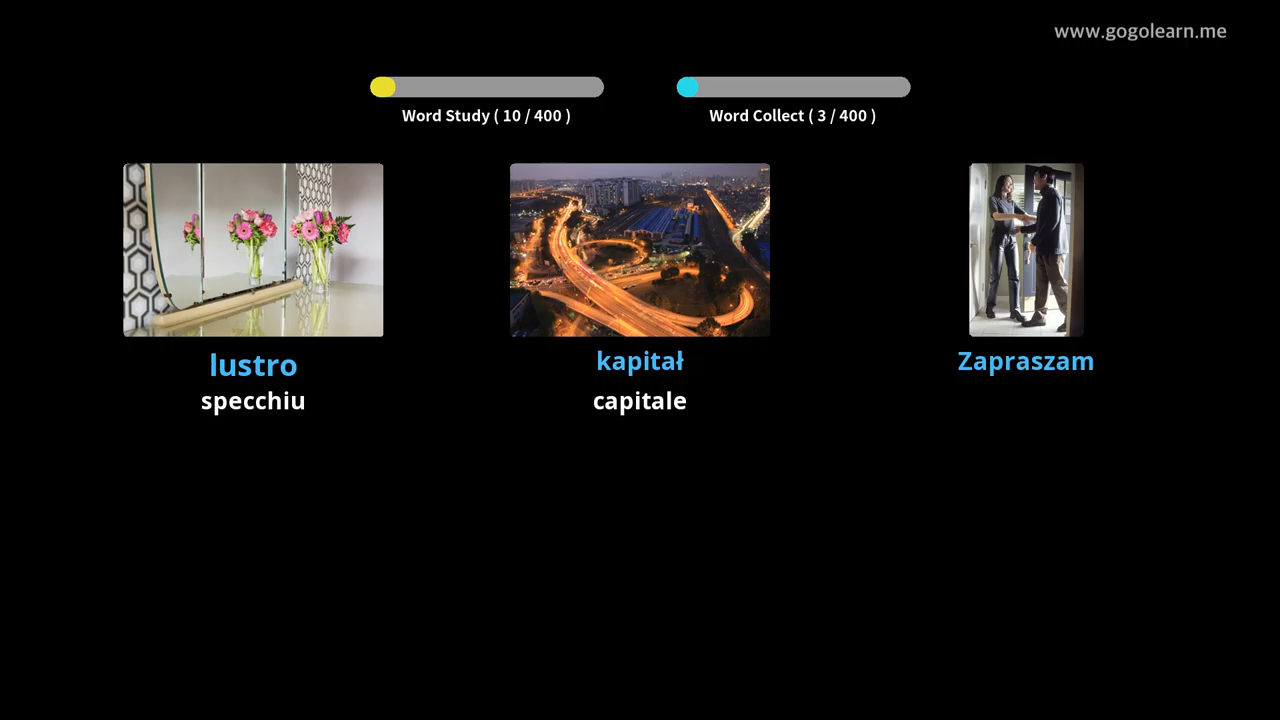 www.gogolearn.me
Word Study ( 10 / 400 )
Word Collect ( 3 / 400 )
lustro
specchiu
kapitał
capitale
Zapraszam